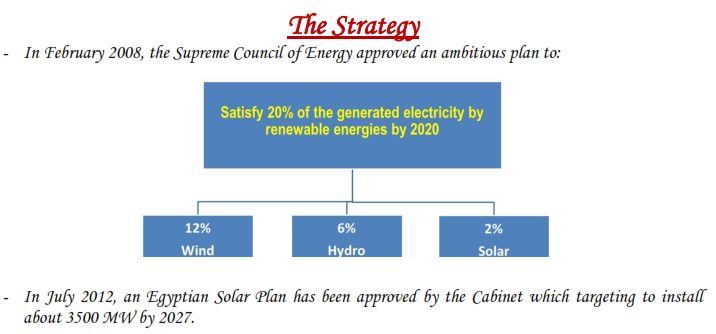 The Strategy
- In February 2008, the Supreme Council of Energy approved an ambitious plan to:
Satisfy 20% of the generated electricity by
renewable energies by 2020
12%
Wind
6%
Hydro
2%
Solar
- In July 2012, an Egyptian Solar Plan has been approved by the Cabinet which targeting to install
about 3500 MW by 2027.